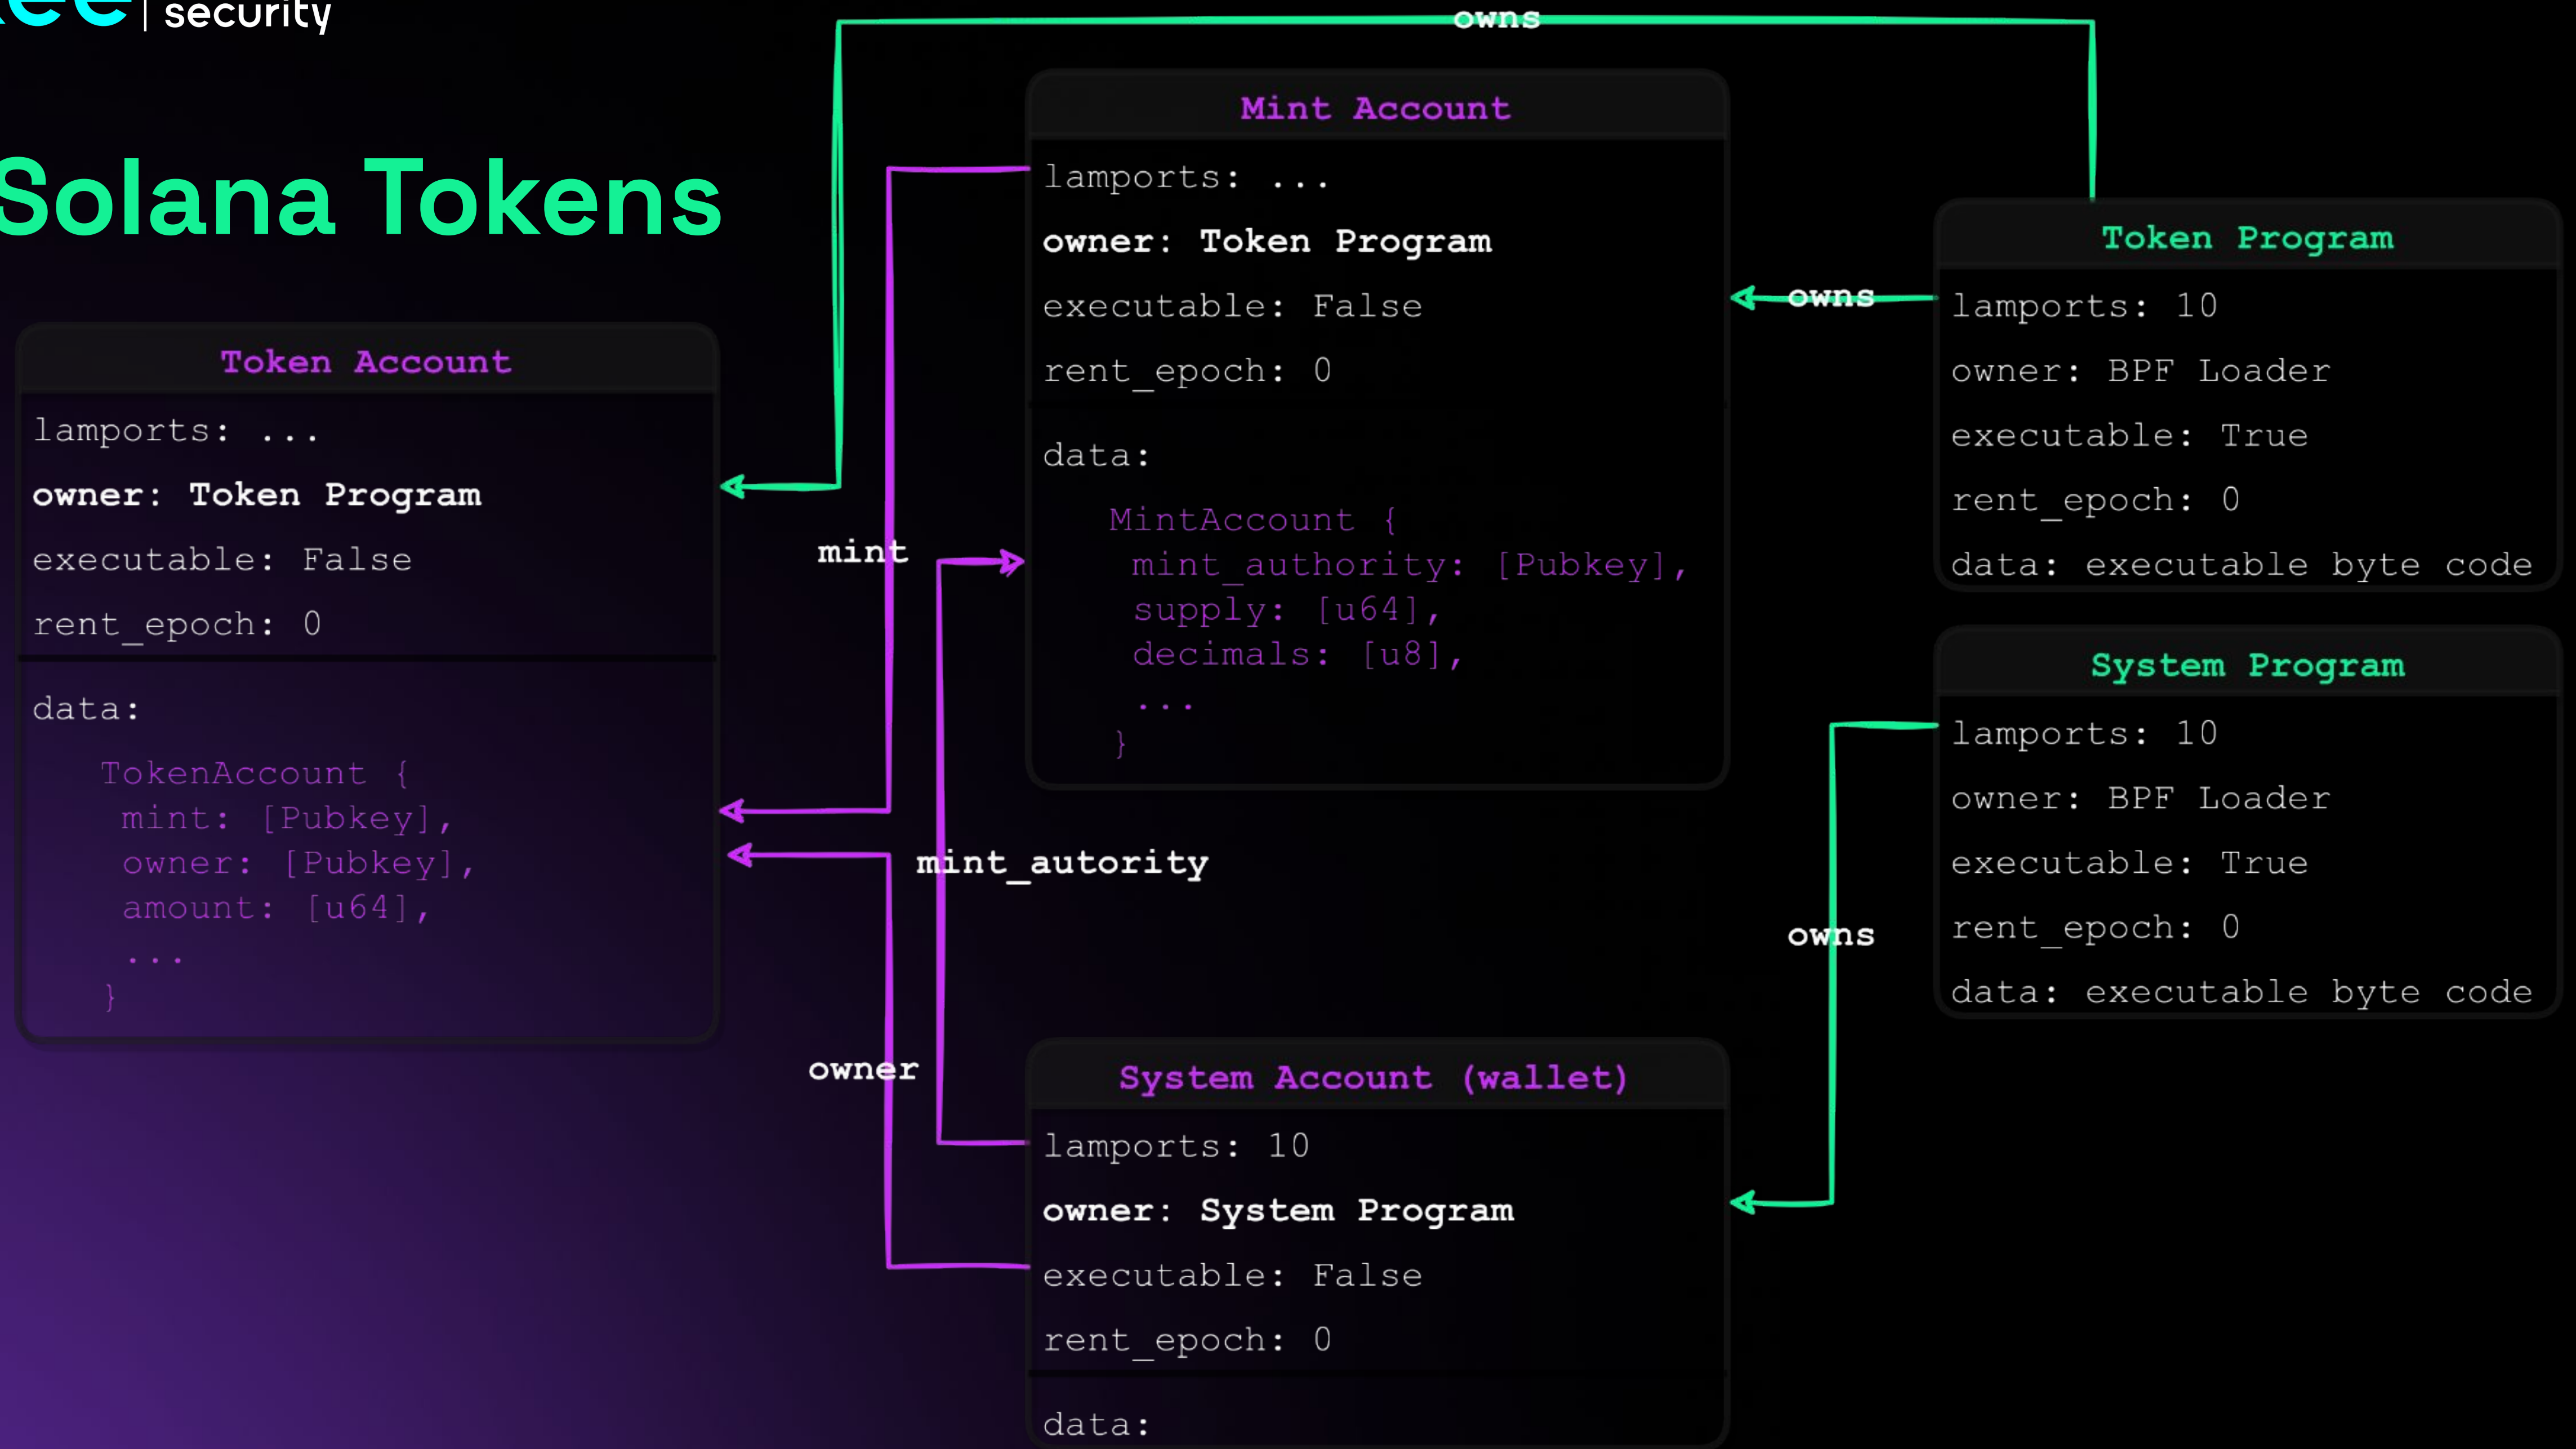 security
Solana Tokens
owns
Mint Account
lamports: ...
owner: Token Program
executable: False
rent_epoch: 0
data:
MintAccount {
mint_authority: [Pubkey],
supply: [u64],
decimals: [u8],
...
}
owns
Token Program
lamports: 10
owner: BPF Loader
executable: True
rent_epoch: 0
data: executable byte code
Token Account
lamports: ...
owner: Token Program
executable: False
rent_epoch: 0
data:
TokenAccount {
mint: [Pubkey],
owner: [Pubkey],
amount: [u64],
...
}
mint
mint_autority
owner
System Program
lamports: 10
owner: BPF Loader
executable: True
rent_epoch: 0
data: executable byte code
owns
System Account (wallet)
lamports: 10
owner: System Program
executable: False
rent_epoch: 0
data: